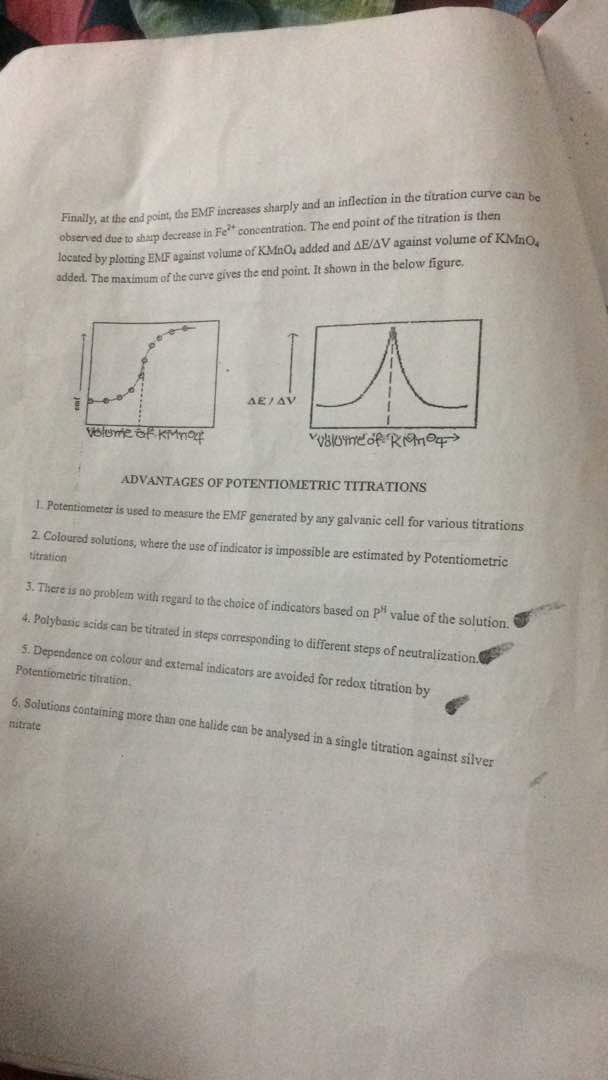 Finally, at the end point, the EMF increases sharply and an inflection in the titration curve can be
observed due to sharp decrease in Fe²⁺ concentration. The end point of the titration is then
located by plotting EMF against volume of KMnO₄ added and ΔE/ΔV against volume of KMnO₄
added. The maximum of the curve gives the end point. It shown in the below figure.
emf
Volume of KMnO4
ΔE / ΔV
Volume of KMnO4
ADVANTAGES OF POTENTIOMETRIC TITRATIONS
1. Potentiometer is used to measure the EMF generated by any galvanic cell for various titrations
2. Coloured solutions, where the use of indicator is impossible are estimated by Potentiometric
titration
3. There is no problem with regard to the choice of indicators based on Pᴴ value of the solution.
4. Polybasic acids can be titrated in steps corresponding to different steps of neutralization.
5. Dependence on colour and external indicators are avoided for redox titration by
Potentiometric titration.
6. Solutions containing more than one halide can be analysed in a single titration against silver
nitrate